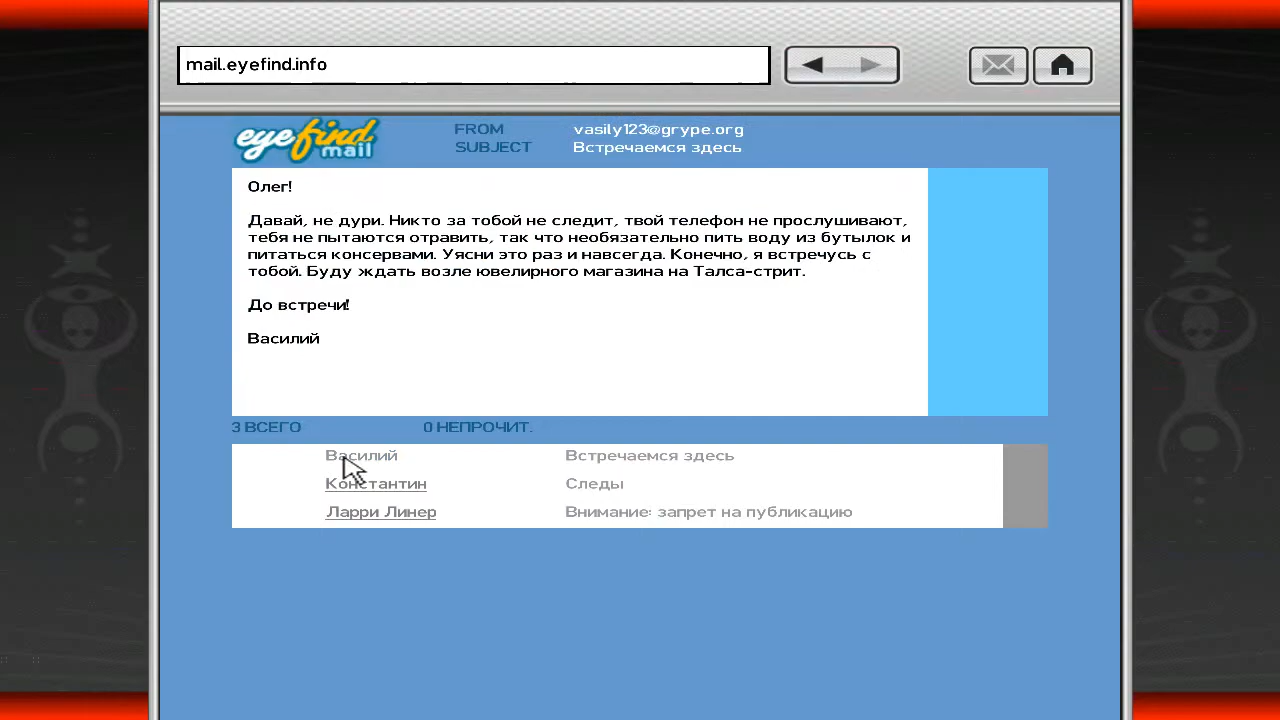 mail.eyefind.info
eyefind
mail
FROM vasily123@grype.org
SUBJECT Встречаемся здесь
Олег!
Давай, не дури. Никто за тобой не следит, твой телефон не прослушивают,
тебя не пытаются отравить, так что необязательно пить воду из бутылок и
питаться консервами. Уясни это раз и навсегда. Конечно, я встречусь с
тобой. Буду ждать возле ювелирного магазина на Талса-стрит.
До встречи!
Василий
3 ВСЕГО 0 НЕПРОЧИТ.
Василий Встречаемся здесь
Константин Следы
Ларри Линер Внимание: запрет на публикацию